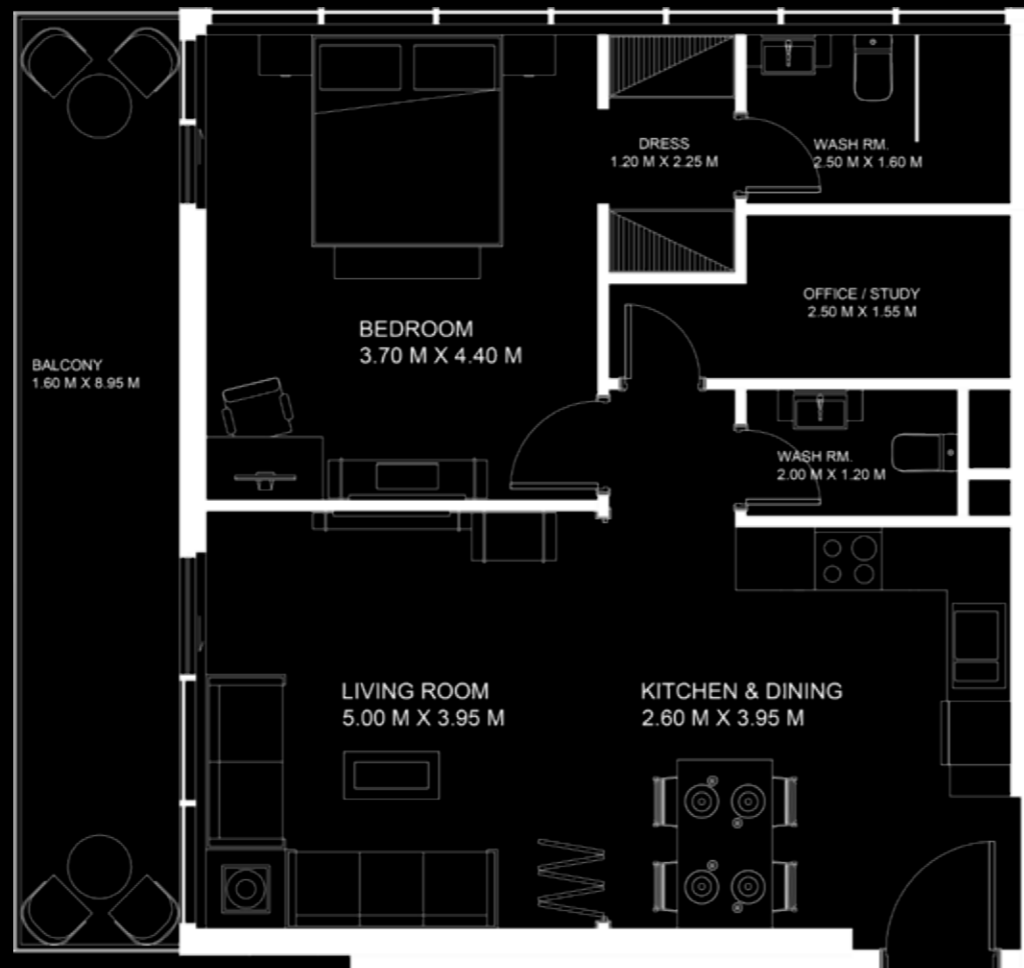 DRESS
1.20 M X 2.25 M
WASH RM.
2.50 M X 1.60 M
OFFICE / STUDY
2.50 M X 1.55 M
BEDROOM
3.70 M X 4.40 M
BALCONY
1.60 M X 8.95 M
WASH RM.
2.00 M X 1.20 M
LIVING ROOM
5.00 M X 3.95 M
KITCHEN & DINING
2.60 M X 3.95 M